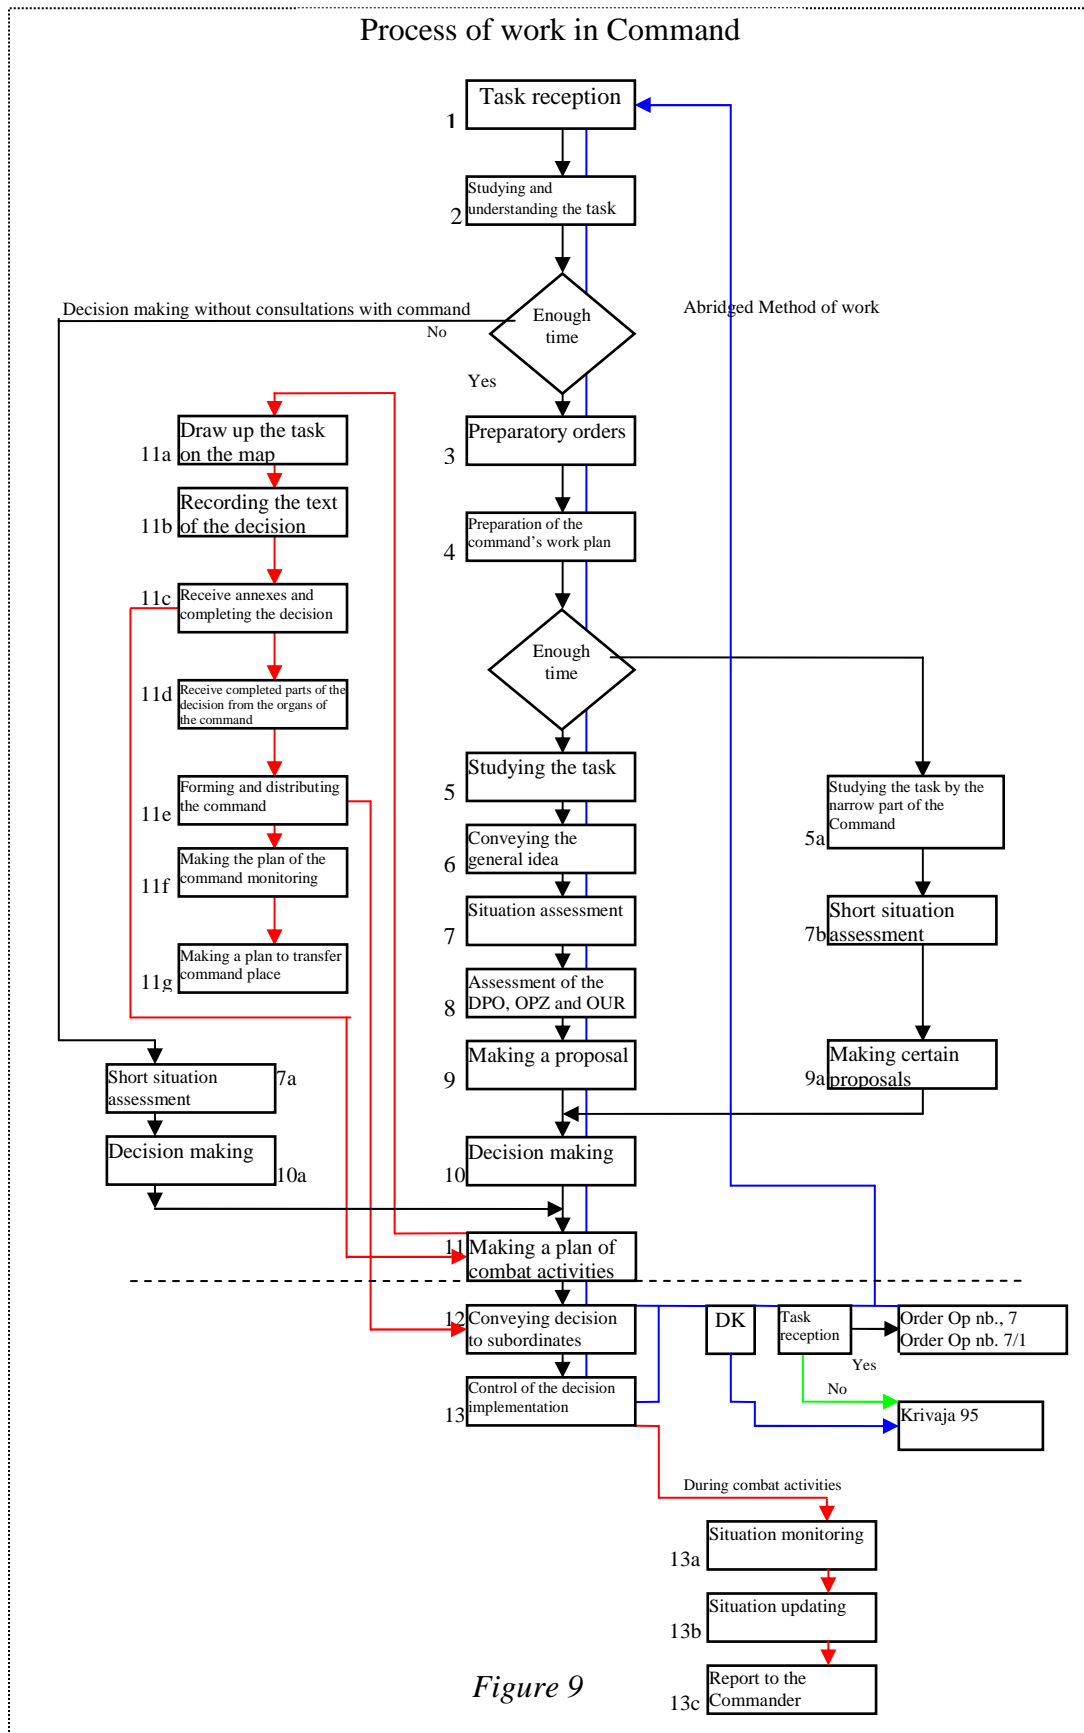 Process of work in Command
Task reception
1
Studying and
understanding the task
2
Decision making without consultations with command
Enough
time
Abridged Method of work
No
Yes
Draw up the task
on the map
11a
Preparatory orders
3
Recording the text
of the decision
11b
Preparation of the
command's work plan
4
11c
Receive annexes and
completing the decision
Enough
time
11d
Receive completed parts of the
decision from the organs of
the command
Studying the task
5
Forming and distributing
the command
11e
Studying the task by the
narrow part of the
Command
5a
Conveying the
general idea
6
Making the plan of the
command monitoring
11f
Situation assessment
7
Short situation
assessment
7b
Making a plan to transfer
command place
11g
Assessment of the
DPO, OPZ and OUR
8
Making a proposal
9
Making certain
proposals
9a
Short situation
assessment
7a
Decision making
10a
Decision making
10
11
Making a plan of
combat activities
12
Conveying decision
to subordinates
DK
Task
reception
Order Op nb., 7
Order Op nb. 7/1
Yes
Control of the decision
implementation
13
No
Krivaja 95
During combat activities
Situation monitoring
13a
Situation updating
13b
Report to the
Commander
13c
Figure 9